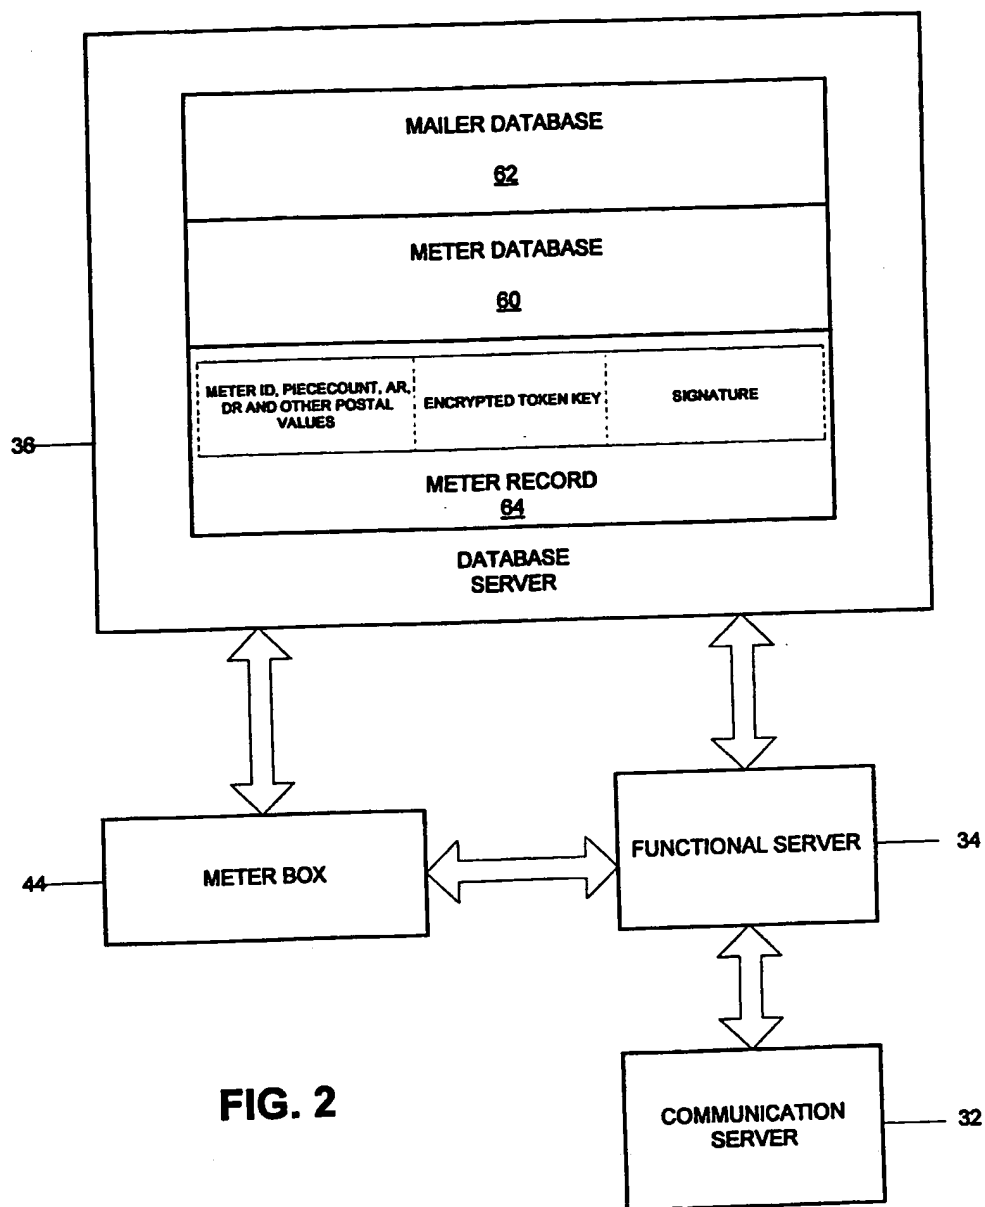 MAILER DATABASE
62
METER DATABASE
60
METER ID, PIECECOUNT, AR,
DR AND OTHER POSTAL
VALUES
ENCRYPTED TOKEN KEY
SIGNATURE
METER RECORD
64
36
DATABASE
SERVER
44
METER BOX
FUNCTIONAL SERVER
34
FIG. 2
COMMUNICATION
SERVER
32